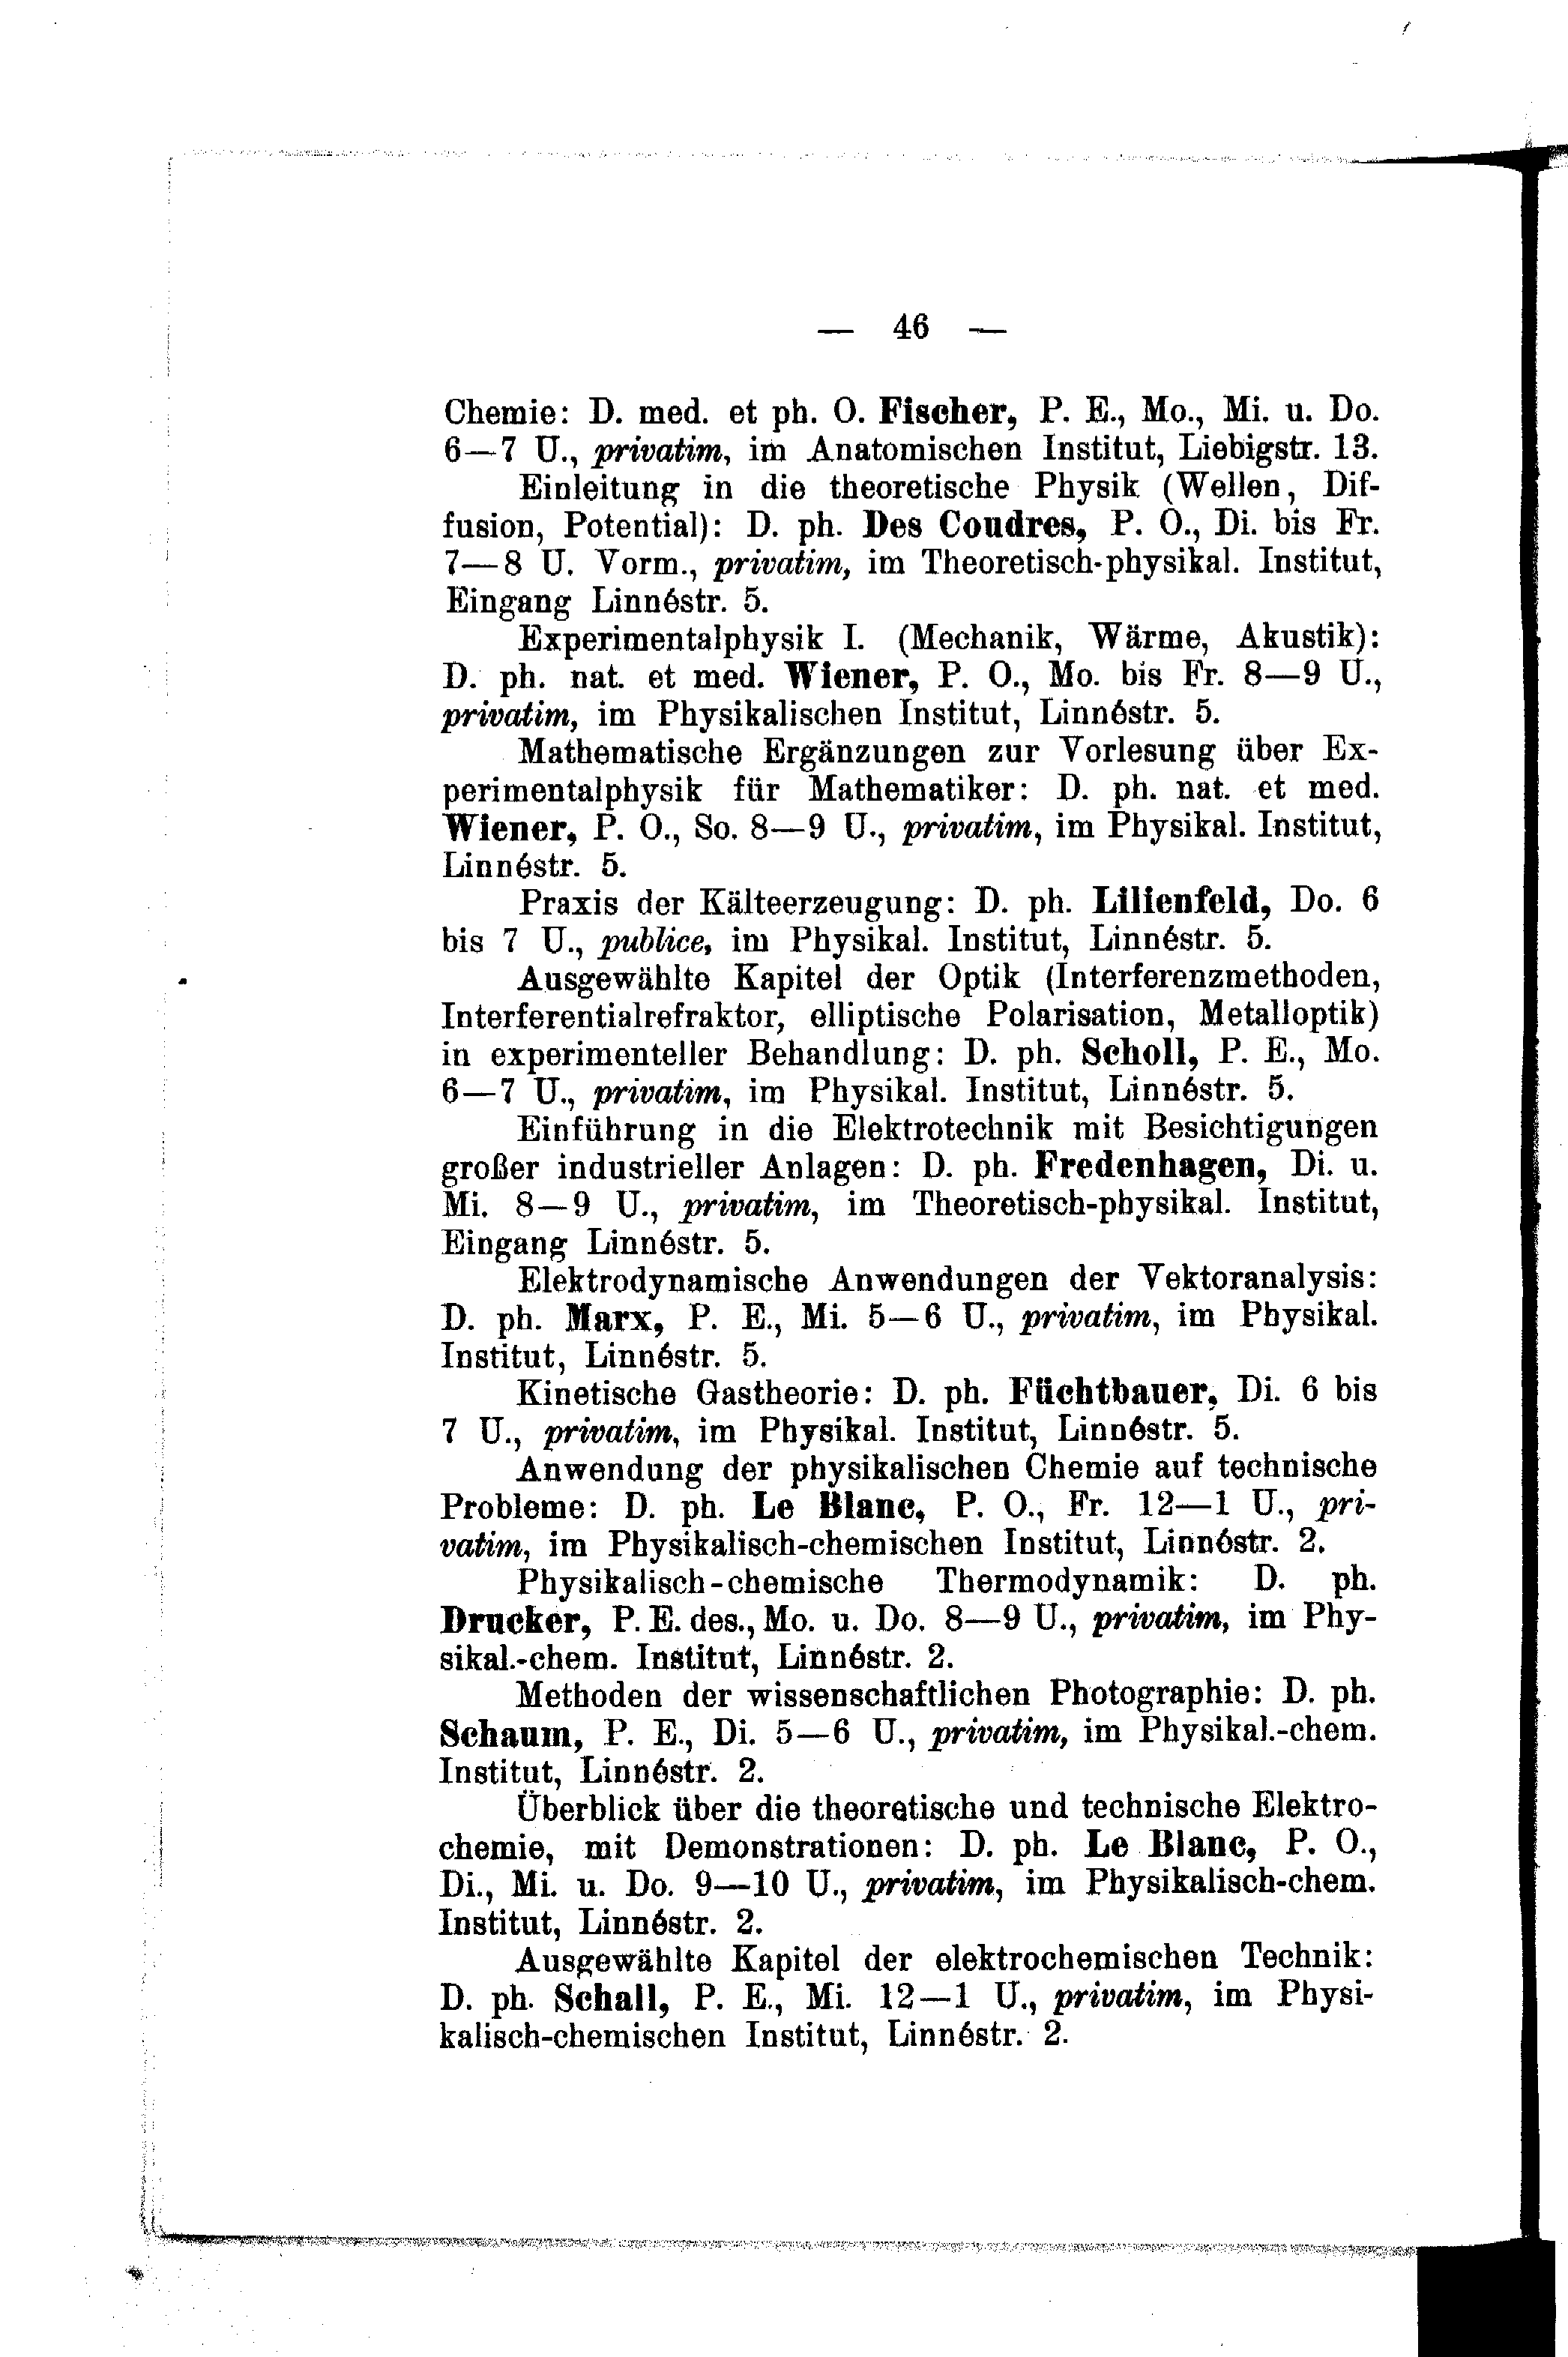 — 46 —
Chemie: D. med. et ph. O. Fischer, P. E., Mo., Mi. u. Do.
6—7 U., privatim, im Anatomischen Institut, Liebigstr. 13.
Einleitung in die theoretische Physik (Wellen, Dif-
fusion, Potential): D. ph. Des Coudres, P. O., Di. bis Fr.
7—8 U. Vorm., privatim, im Theoretisch-physikal. Institut,
Eingang Linnéstr. 5.
Experimentalphysik I. (Mechanik, Wärme, Akustik):
D. ph. nat. et med. Wiener, P. O., Mo. bis Fr. 8—9 U.,
privatim, im Physikalischen Institut, Linnéstr. 5.
Mathematische Ergänzungen zur Vorlesung über Ex-
perimentalphysik für Mathematiker: D. ph. nat. et med.
Wiener, P. O., So. 8—9 U., privatim, im Physikal. Institut,
Linnéstr. 5.
Praxis der Kälteerzeugung: D. ph. Lilienfeld, Do. 6
bis 7 U., publice, im Physikal. Institut, Linnéstr. 5.
Ausgewählte Kapitel der Optik (Interferenzmethoden,
Interferentialrefraktor, elliptische Polarisation, Metalloptik)
in experimenteller Behandlung: D. ph. Scholl, P. E., Mo.
6—7 U., privatim, im Physikal. Institut, Linnéstr. 5.
Einführung in die Elektrotechnik mit Besichtigungen
großer industrieller Anlagen: D. ph. Fredenhagen, Di. u.
Mi. 8—9 U., privatim, im Theoretisch-physikal. Institut,
Eingang Linnéstr. 5.
Elektrodynamische Anwendungen der Vektoranalysis:
D. ph. Marx, P. E., Mi. 5—6 U., privatim, im Physikal.
Institut, Linnéstr. 5.
Kinetische Gastheorie: D. ph. Füchtbauer, Di. 6 bis
7 U., privatim, im Physikal. Institut, Linnéstr. 5.
Anwendung der physikalischen Chemie auf technische
Probleme: D. ph. Le Blanc, P. O., Fr. 12—1 U., pri-
vatim, im Physikalisch-chemischen Institut, Linnéstr. 2.
Physikalisch-chemische Thermodynamik: D. ph.
Drucker, P. E. des., Mo. u. Do. 8—9 U., privatim, im Phy-
sikal.-chem. Institut, Linnéstr. 2.
Methoden der wissenschaftlichen Photographie: D. ph.
Schaum, P. E., Di. 5—6 U., privatim, im Physikal.-chem.
Institut, Linnéstr. 2.
Überblick über die theoretische und technische Elektro-
chemie, mit Demonstrationen: D. ph. Le Blanc, P. O.,
Di., Mi. u. Do. 9—10 U., privatim, im Physikalisch-chem.
Institut, Linnéstr. 2.
Ausgewählte Kapitel der elektrochemischen Technik:
D. ph. Schall, P. E., Mi. 12—1 U., privatim, im Physi-
kalisch-chemischen Institut, Linnéstr. 2.